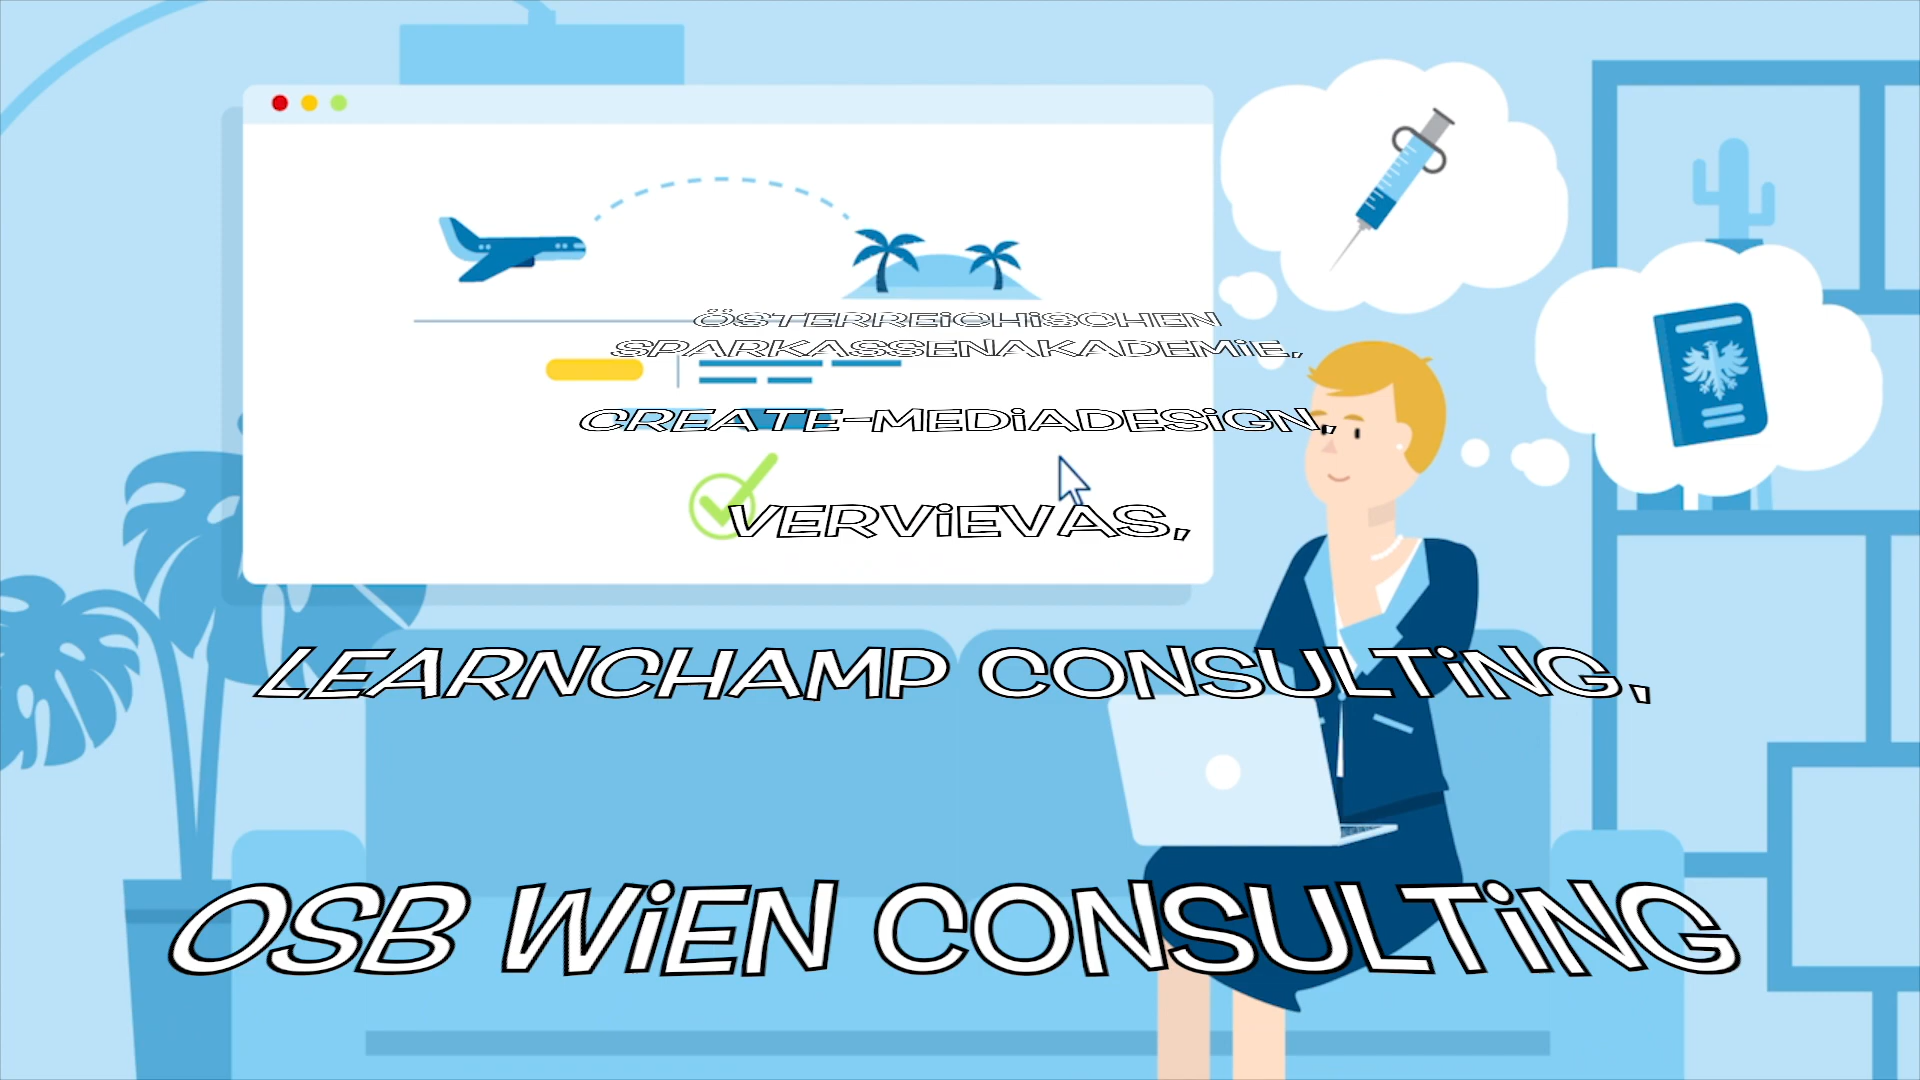 ÖSTERREiCHiSCHEN
SPARKASSENAKADEMiE,
CREATE-MEDiADESiGN,
VERViEVAS,
LEARNCHAMP CONSULTiNG,
OSB WiEN CONSULTiNG